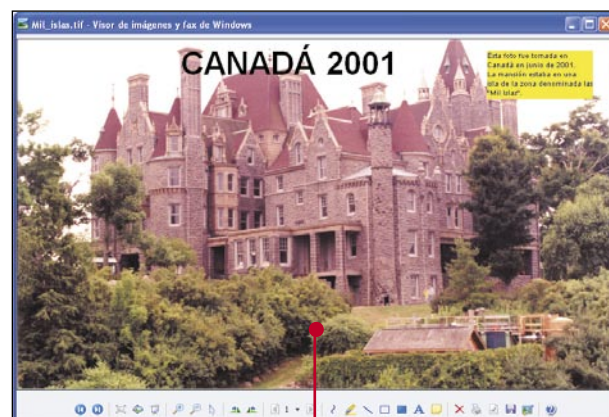 Mil_islas.tif - Visor de imágenes y fax de Windows
CANADÁ 2001
Esta foto fue tomada en
Canadá en junio de 2001.
La mansión estaba en una
isla de la zona denominada las
"Mil Islas".
1
A